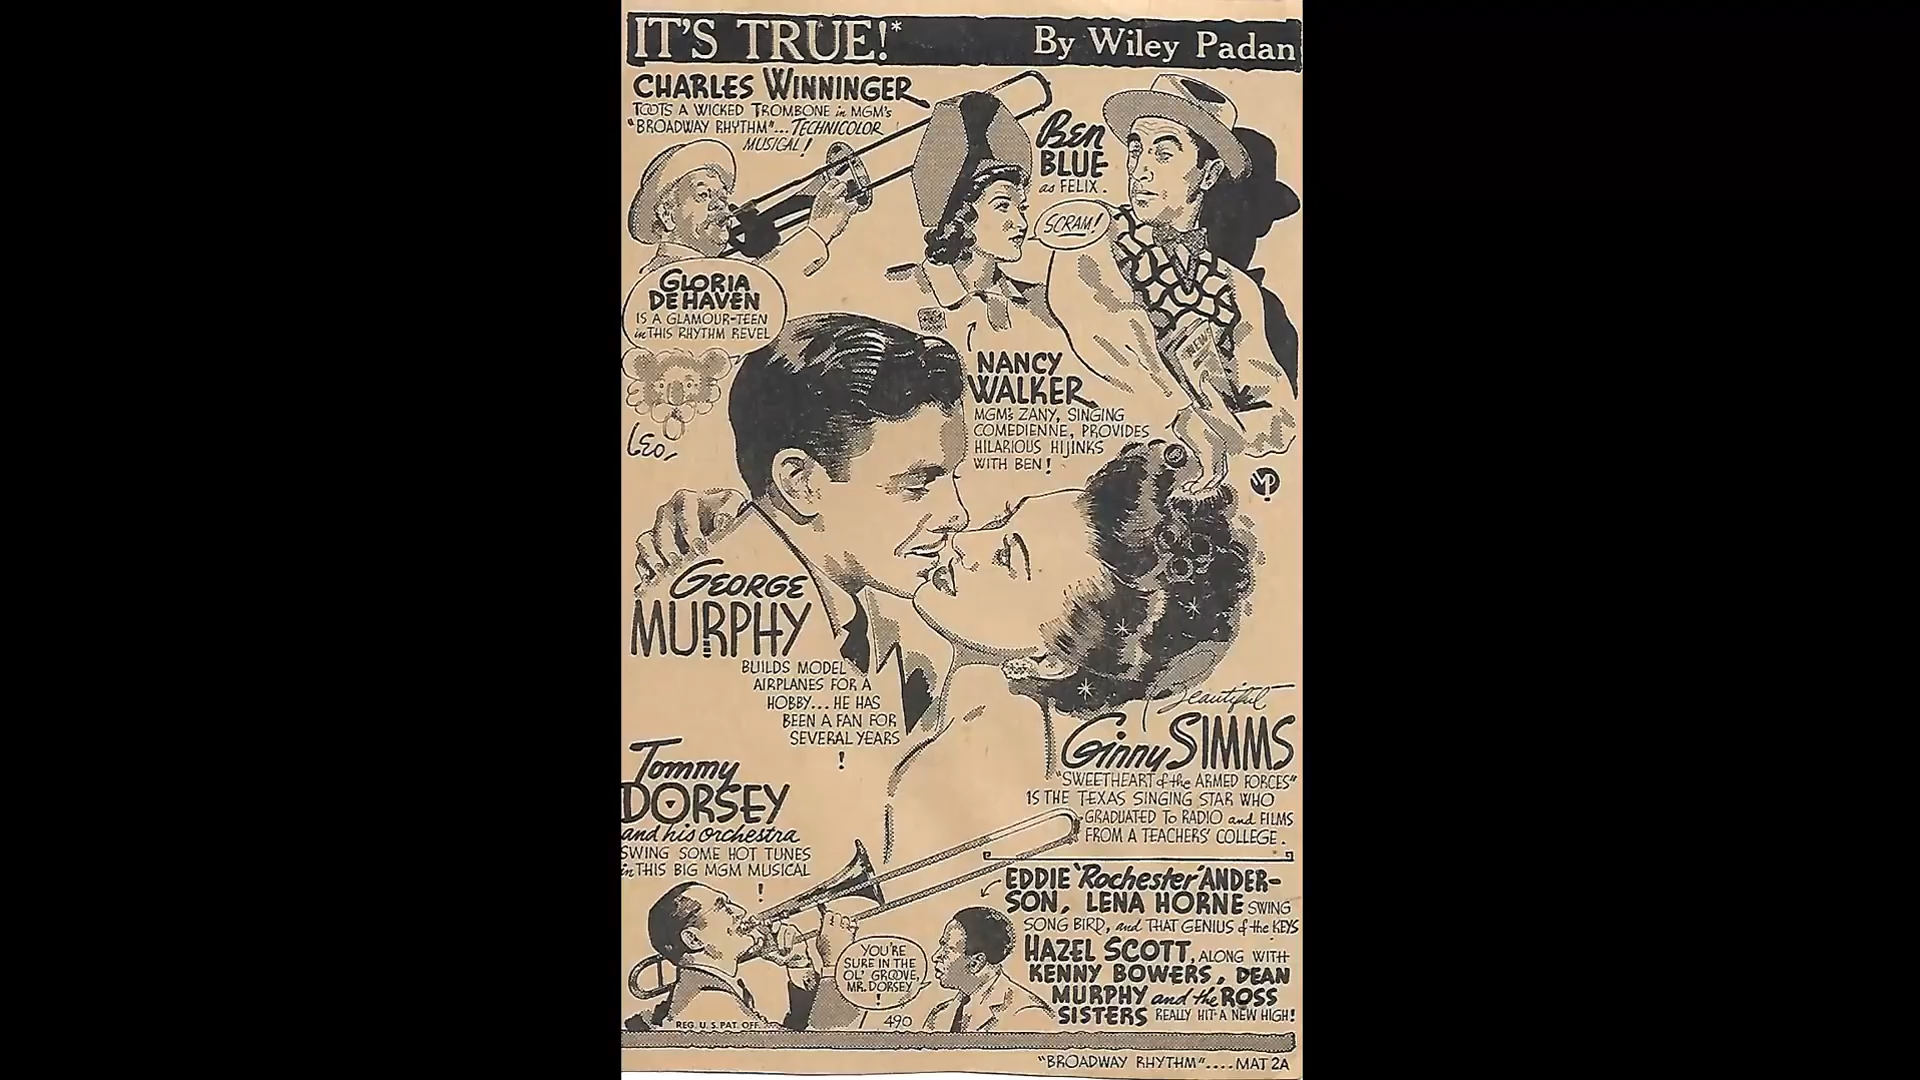 IT'S TRUE!* By Wiley Padan
CHARLES WINNINGER
TOOTS A WICKED TROMBONE in MGM's
"BROADWAY RHYTHM"... TECHNICOLOR
MUSICAL!
BEN
BLUE
as FELIX.
SCRAM!
GLORIA
DE HAVEN
IS A GLAMOUR-TEEN
in THIS RHYTHM REVEL
LEO,
NEWS
NANCY
WALKER
MGM's ZANY, SINGING
COMEDIENNE, PROVIDES
HILARIOUS HIJINKS
WITH BEN!
WP
GEORGE
MURPHY
BUILDS MODEL
AIRPLANES FOR A
HOBBY... HE HAS
BEEN A FAN FOR
SEVERAL YEARS
!
Beautiful
Ginny SIMMS
"SWEETHEART of the ARMED FORCES"
IS THE TEXAS SINGING STAR WHO
GRADUATED TO RADIO and FILMS
FROM A TEACHERS' COLLEGE.
Tommy
DORSEY
and his orchestra
SWING SOME HOT TUNES
in THIS BIG MGM MUSICAL
!
YOU'RE
SURE IN THE
OL' GROOVE,
MR. DORSEY
!
EDDIE 'Rochester' ANDER-
SON, LENA HORNE SWING
SONG BIRD, and THAT GENIUS of the KEYS
HAZEL SCOTT, ALONG WITH
KENNY BOWERS, DEAN
MURPHY and the ROSS
SISTERS REALLY HIT A NEW HIGH!
REG. U. S. PAT. OFF.
490
"BROADWAY RHYTHM".... MAT 2A